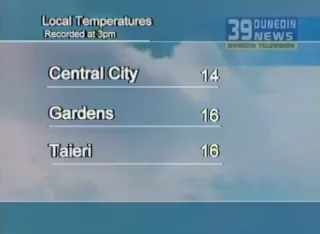 Local Temperatures
Recorded at 3pm
39 DUNEDIN NEWS
DUNEDIN TELEVISION
Central City 14
Gardens 16
Taieri 16